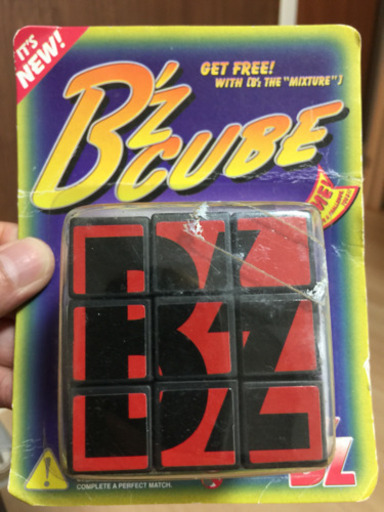 IT'S
NEW!
B'z
CUBE
GET FREE!
WITH (B'z THE "MIXTURE")
B'z
COMPLETE A PERFECT MATCH.
B'z